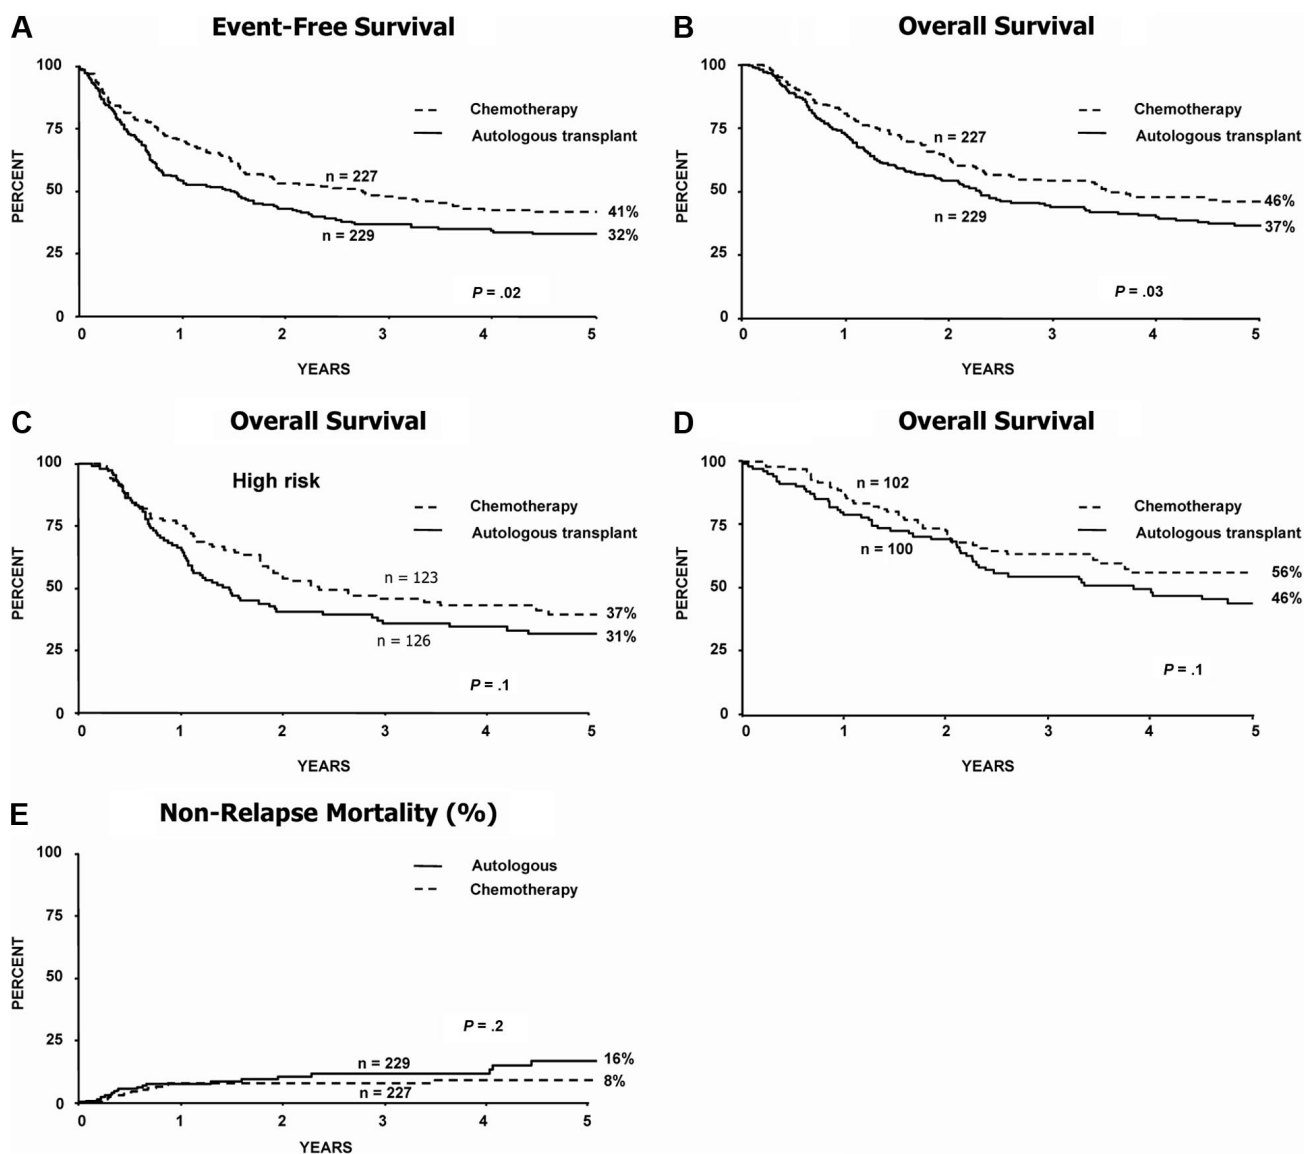 A
Event-Free Survival
100
75
50
25
0
PERCENT
Chemotherapy
Autologous transplant
n = 227
n = 229
41%
32%
P = .02
0 1 2 3 4 5
YEARS
B
Overall Survival
100
75
50
25
0
PERCENT
Chemotherapy
Autologous transplant
n = 227
n = 229
46%
37%
P = .03
0 1 2 3 4 5
YEARS
C
Overall Survival
High risk
100
75
50
25
0
PERCENT
Chemotherapy
Autologous transplant
n = 123
n = 126
37%
31%
P = .1
0 1 2 3 4 5
YEARS
D
Overall Survival
100
75
50
25
0
PERCENT
n = 102
Chemotherapy
Autologous transplant
n = 100
56%
46%
P = .1
0 1 2 3 4 5
YEARS
E
Non-Relapse Mortality (%)
100
75
50
25
0
PERCENT
Autologous
Chemotherapy
P = .2
n = 229
n = 227
16%
8%
0 1 2 3 4 5
YEARS